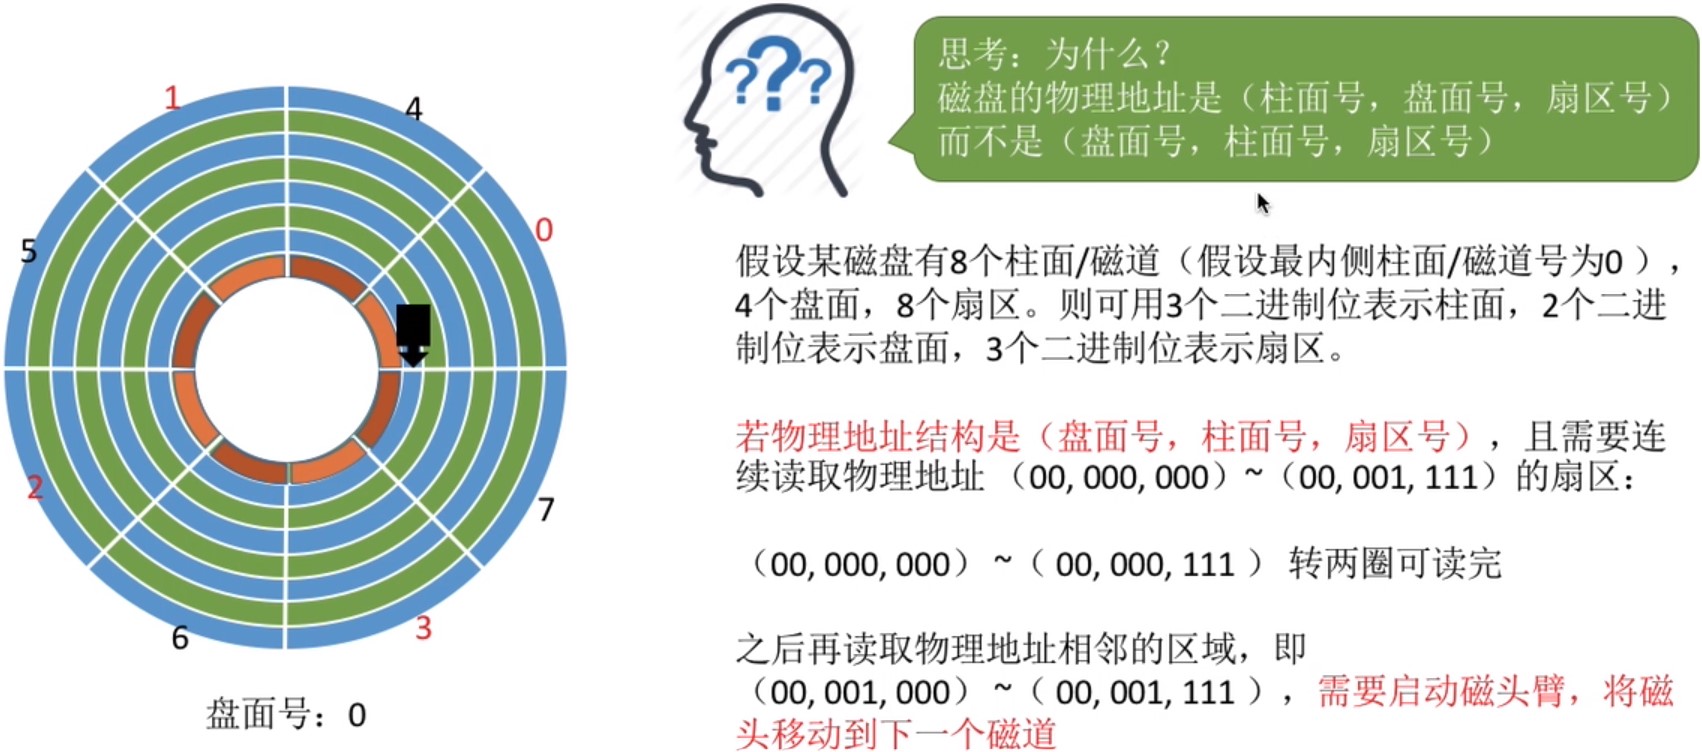 ???
思考：为什么？
磁盘的物理地址是（柱面号，盘面号，扇区号）
而不是（盘面号，柱面号，扇区号）
1
4
0
5
2
7
6
3
盘面号：0
假设某磁盘有8个柱面/磁道（假设最内侧柱面/磁道号为0 ），
4个盘面，8个扇区。则可用3个二进制位表示柱面，2个二进
制位表示盘面，3个二进制位表示扇区。
若物理地址结构是（盘面号，柱面号，扇区号），且需要连
续读取物理地址 （00, 000, 000）~（00, 001, 111）的扇区：
（00, 000, 000） ~（ 00, 000, 111 ） 转两圈可读完
之后再读取物理地址相邻的区域，即
（00, 001, 000） ~（ 00, 001, 111 ），需要启动磁头臂，将磁
头移动到下一个磁道